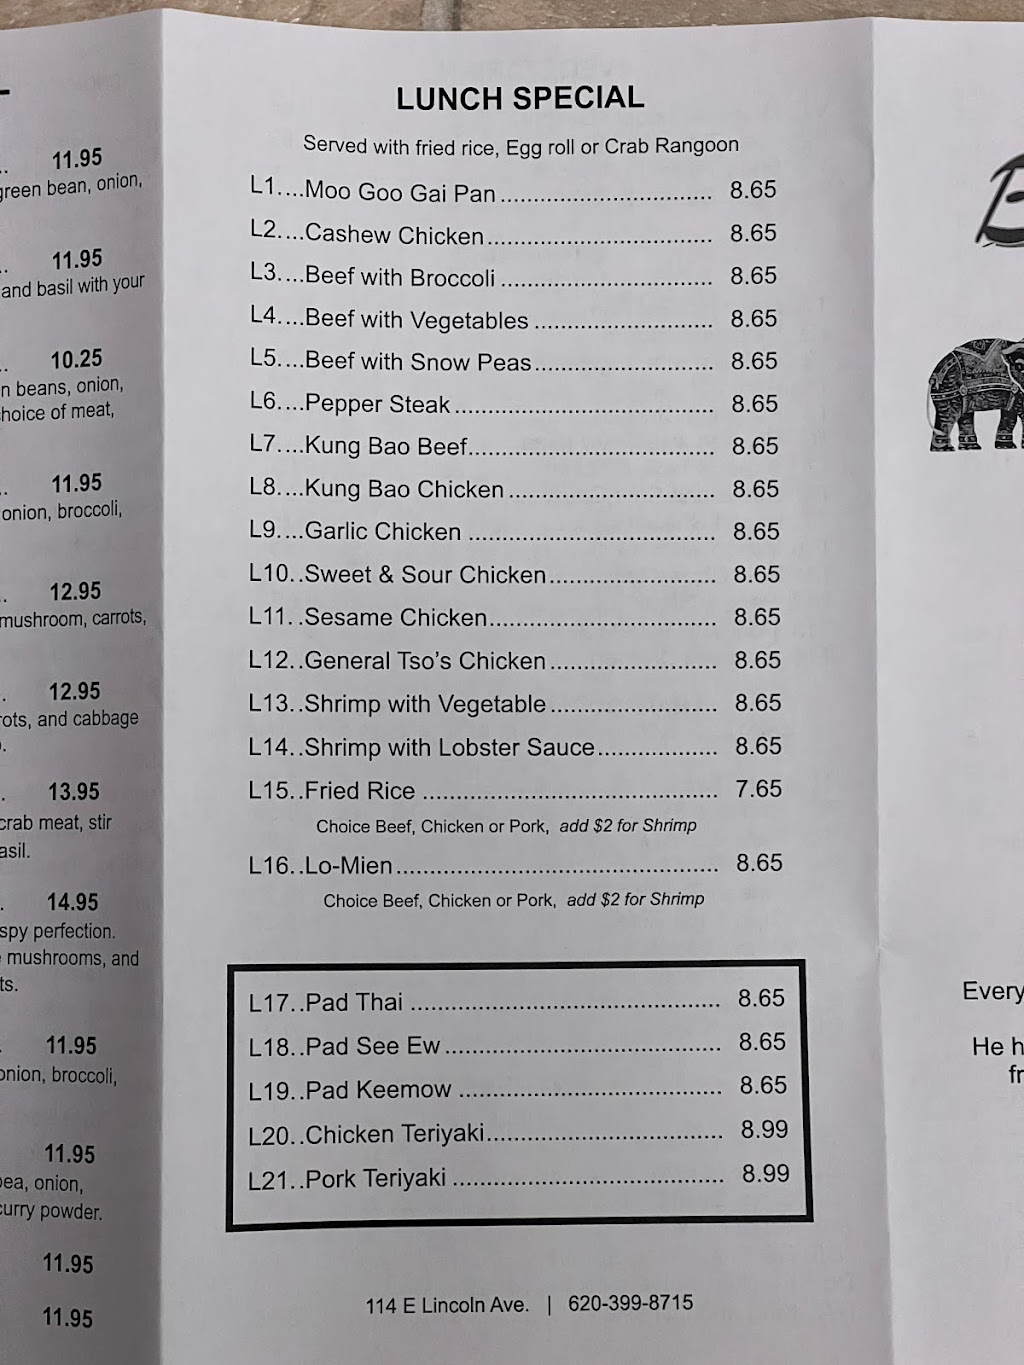 11.95
green bean, onion,
11.95
and basil with your
10.25
n beans, onion,
choice of meat,
11.95
onion, broccoli,
12.95
mushroom, carrots,
12.95
rots, and cabbage
13.95
crab meat, stir
asil.
14.95
spy perfection.
mushrooms, and
ts.
11.95
onion, broccoli,
11.95
pea, onion,
curry powder.
11.95
11.95
LUNCH SPECIAL
Served with fried rice, Egg roll or Crab Rangoon
L1....Moo Goo Gai Pan ................................ 8.65
L2....Cashew Chicken.................................. 8.65
L3....Beef with Broccoli ................................ 8.65
L4....Beef with Vegetables ........................... 8.65
L5....Beef with Snow Peas........................... 8.65
L6....Pepper Steak....................................... 8.65
L7....Kung Bao Beef..................................... 8.65
L8....Kung Bao Chicken ............................... 8.65
L9....Garlic Chicken ..................................... 8.65
L10..Sweet & Sour Chicken......................... 8.65
L11..Sesame Chicken.................................. 8.65
L12..General Tso's Chicken......................... 8.65
L13..Shrimp with Vegetable ......................... 8.65
L14..Shrimp with Lobster Sauce.................. 8.65
L15..Fried Rice ............................................ 7.65
Choice Beef, Chicken or Pork, add $2 for Shrimp
L16..Lo-Mien................................................ 8.65
Choice Beef, Chicken or Pork, add $2 for Shrimp
L17..Pad Thai .............................................. 8.65
L18..Pad See Ew......................................... 8.65
L19..Pad Keemow ....................................... 8.65
L20..Chicken Teriyaki................................... 8.99
L21..Pork Teriyaki ........................................ 8.99
114 E Lincoln Ave. | 620-399-8715
Every
He h
fr